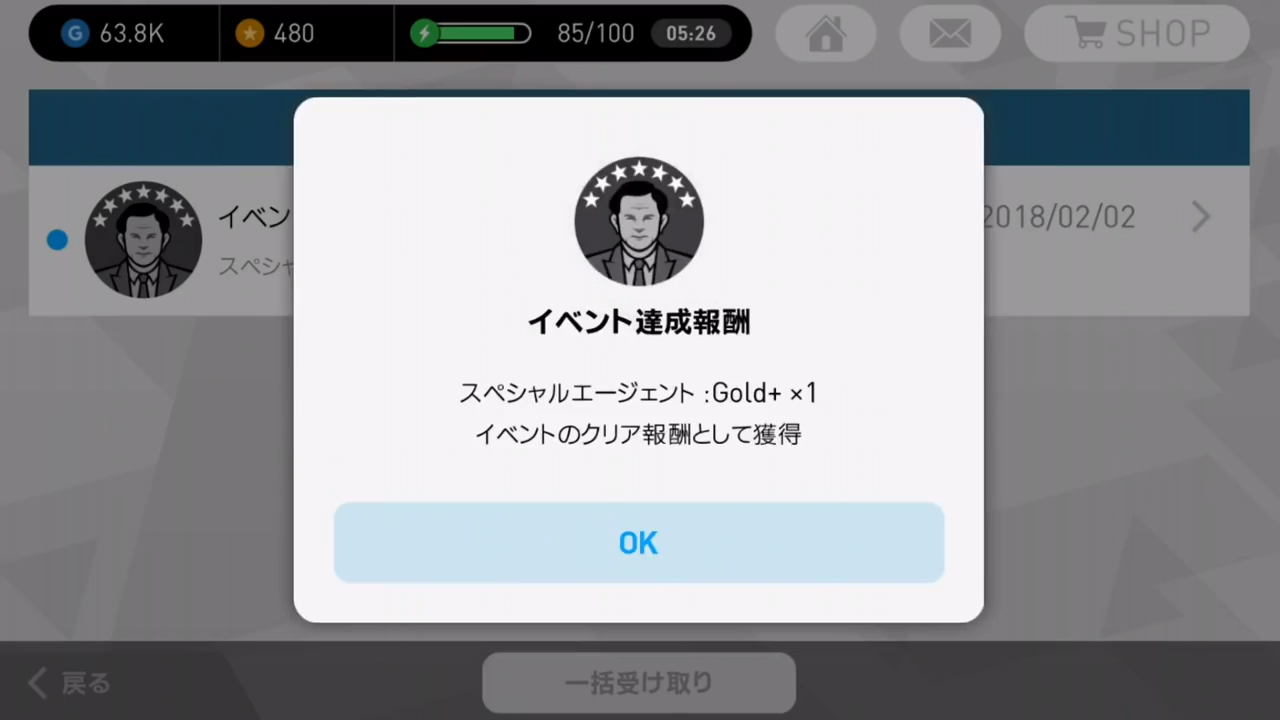 G 63.8K
480
85/100
05:26
SHOP
イベン
スペシャ
2018/02/02
イベント達成報酬
スペシャルエージェント :Gold+ ×1
イベントのクリア報酬として獲得
OK
戻る
一括受け取り